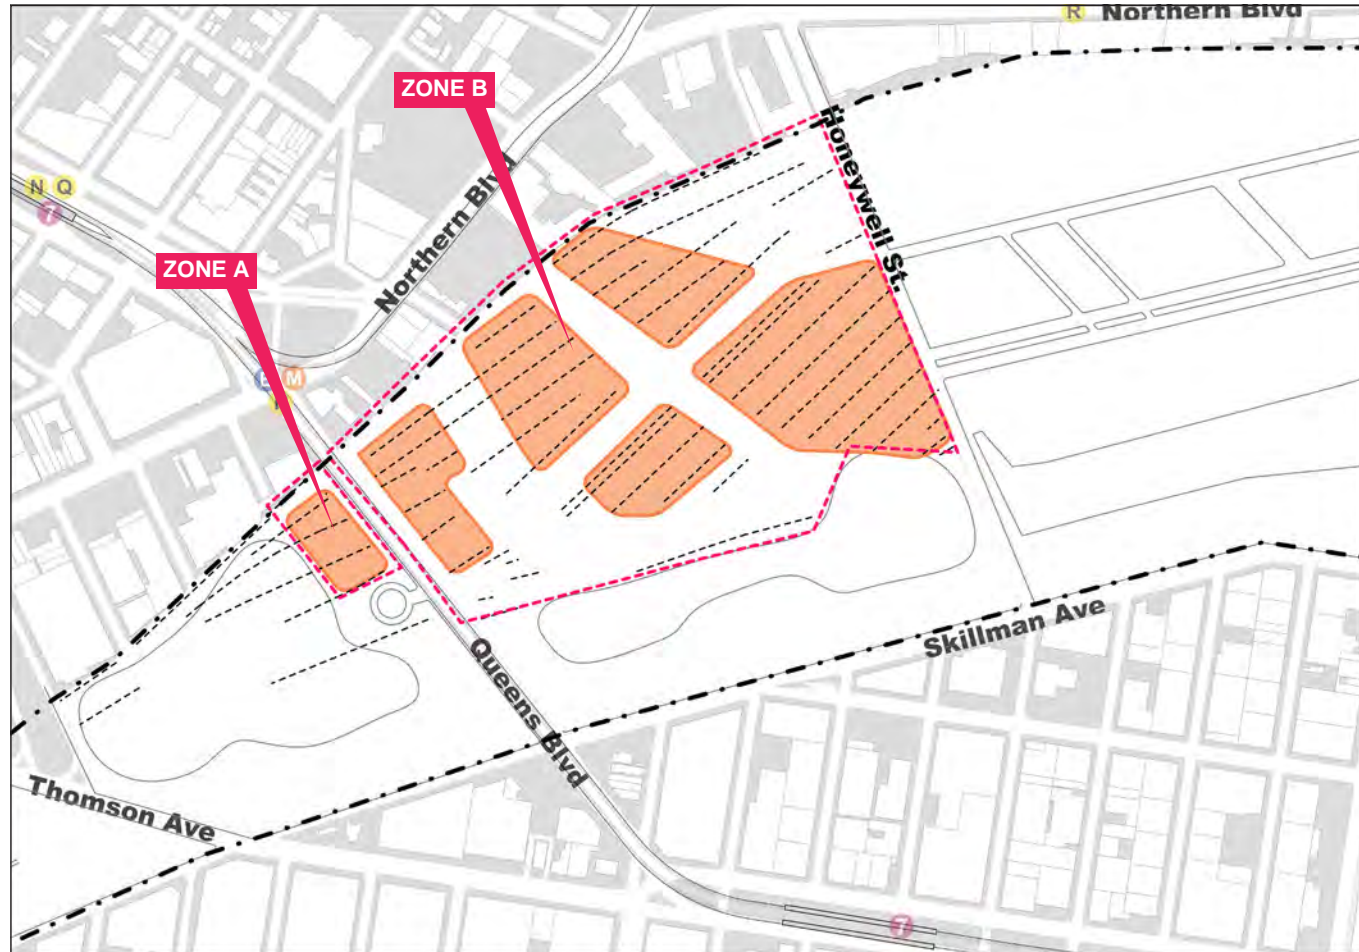 R Northern Blvd
ZONE B
Honeywell St.
N Q
7
Northern Blvd
ZONE A
M
Queens Blvd
Skillman Ave
Thomson Ave
7